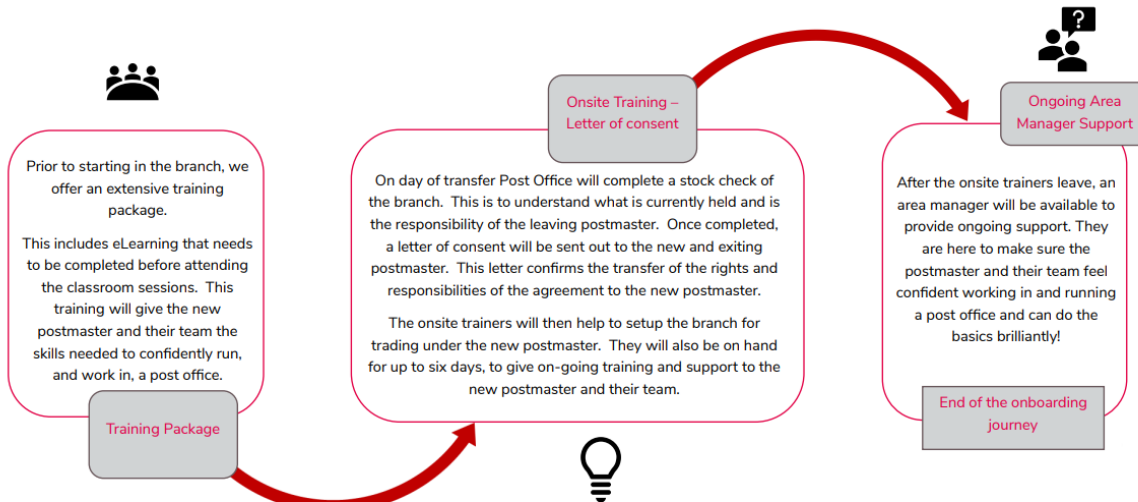 Prior to starting in the branch, we
offer an extensive training
package.
This includes eLearning that needs
to be completed before attending
the classroom sessions.  This
training will give the new
postmaster and their team the
skills needed to confidently run,
and work in, a post office.
Training Package
Onsite Training –
Letter of consent
On day of transfer Post Office will complete a stock check of
the branch.  This is to understand what is currently held and is
the responsibility of the leaving postmaster.  Once completed,
a letter of consent will be sent out to the new and exiting
postmaster.  This letter confirms the transfer of the rights and
responsibilities of the agreement to the new postmaster.
The onsite trainers will then help to setup the branch for
trading under the new postmaster.  They will also be on hand
for up to six days, to give on-going training and support to the
new postmaster and their team.
?
Ongoing Area
Manager Support
After the onsite trainers leave, an
area manager will be available to
provide ongoing support. They
are here to make sure the
postmaster and their team feel
confident working in and running
a post office and can do the
basics brilliantly!
End of the onboarding
journey